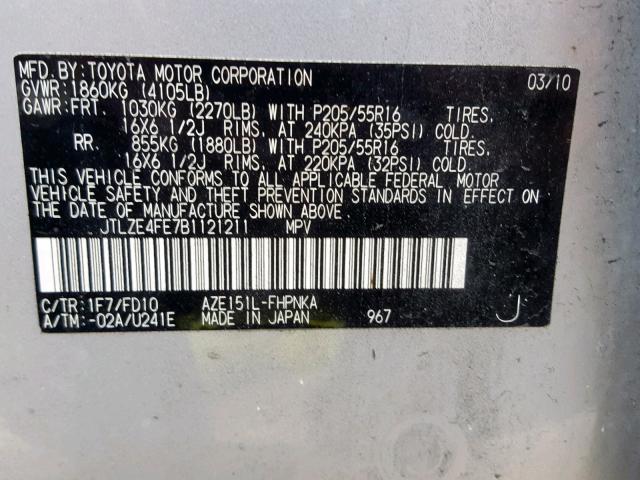 MFD.BY:TOYOTA MOTOR CORPORATION 03/10
GVWR:1860KG (4105LB)
GAWR:FRT. 1030KG (2270LB) WITH P205/55R16 TIRES,
16X6 1/2J RIMS, AT 240KPA (35PSI) COLD.
RR. 855KG (1880LB) WITH P205/55R16 TIRES,
16X6 1/2J RIMS, AT 220KPA (32PSI) COLD
THIS VEHICLE CONFORMS TO ALL APPLICABLE FEDERAL MOTOR
VEHICLE SAFETY AND THEFT PREVENTION STANDARDS IN EFFECT ON
THE DATE OF MANUFACTURE SHOWN ABOVE.
JTLZE4FE7B1121211 MPV
C/TR:1F7/FD10 AZE151L-FHPNKA
A/TM:-02A/U241E MADE IN JAPAN 967 J